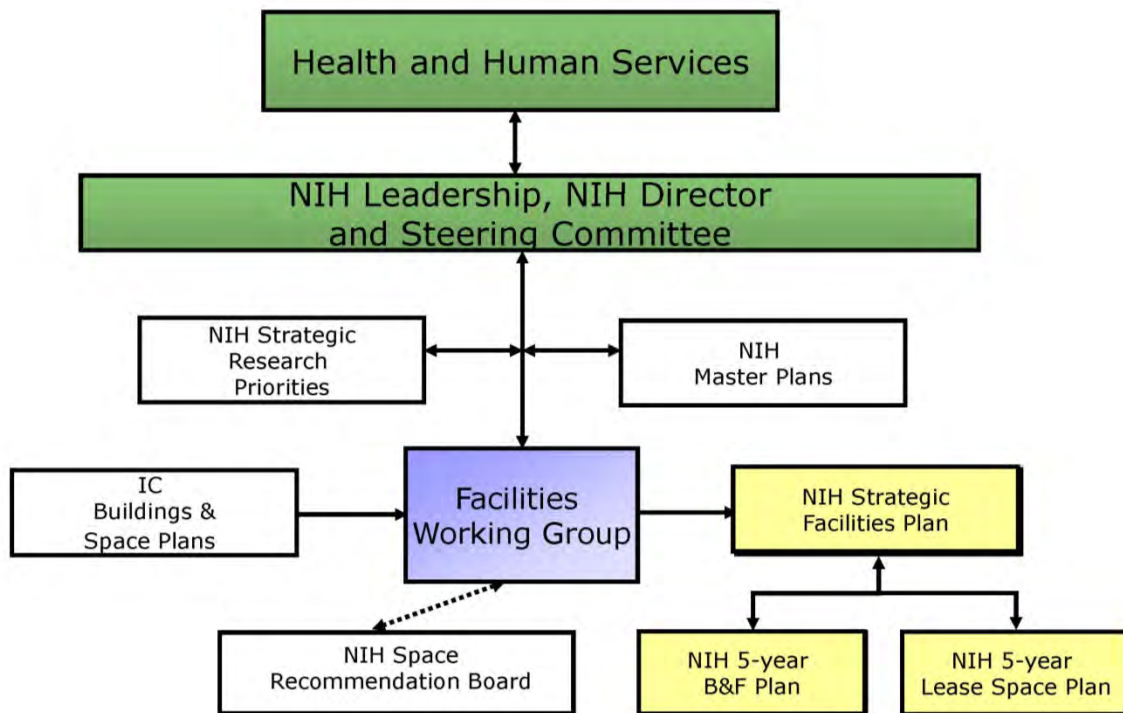 Health and Human Services
NIH Leadership, NIH Director
and Steering Committee
NIH Strategic
Research
Priorities
NIH
Master Plans
IC
Buildings &
Space Plans
Facilities
Working Group
NIH Strategic
Facilities Plan
NIH Space
Recommendation Board
NIH 5-year
B&F Plan
NIH 5-year
Lease Space Plan